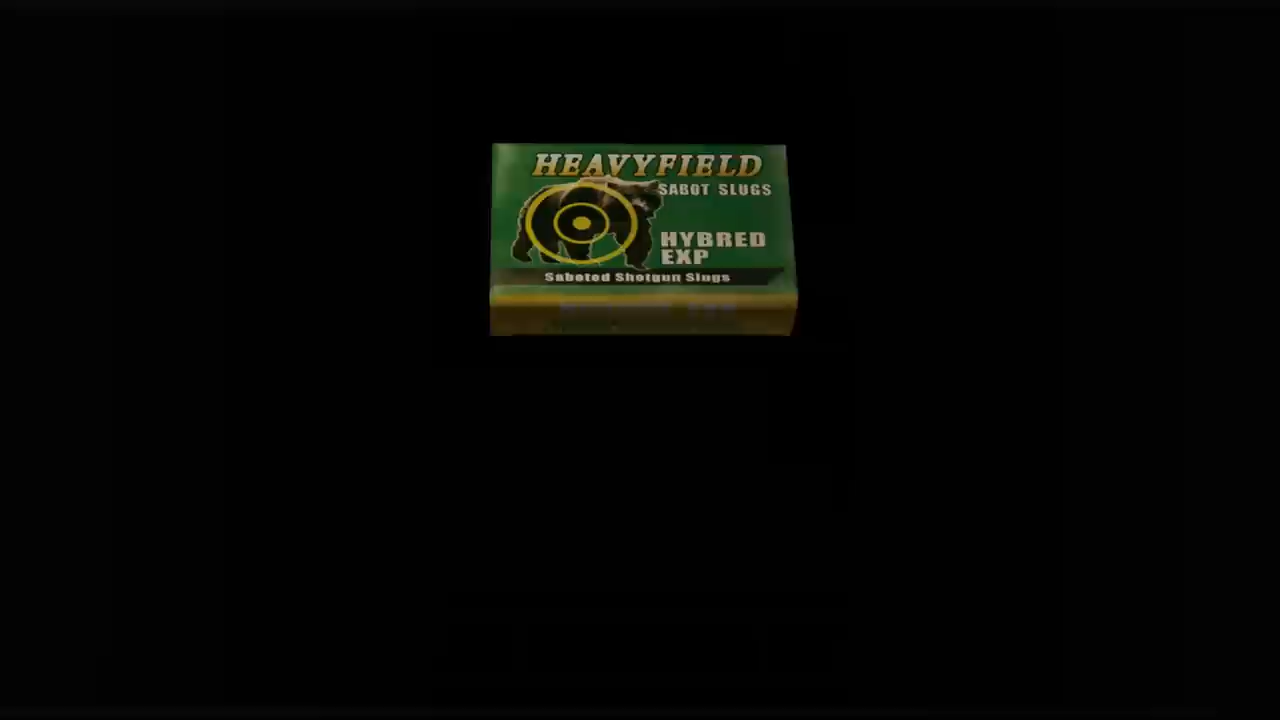 HEAVYFIELD
SABOT SLUGS
HYBRED
EXP
Saboted Shotgun Slugs